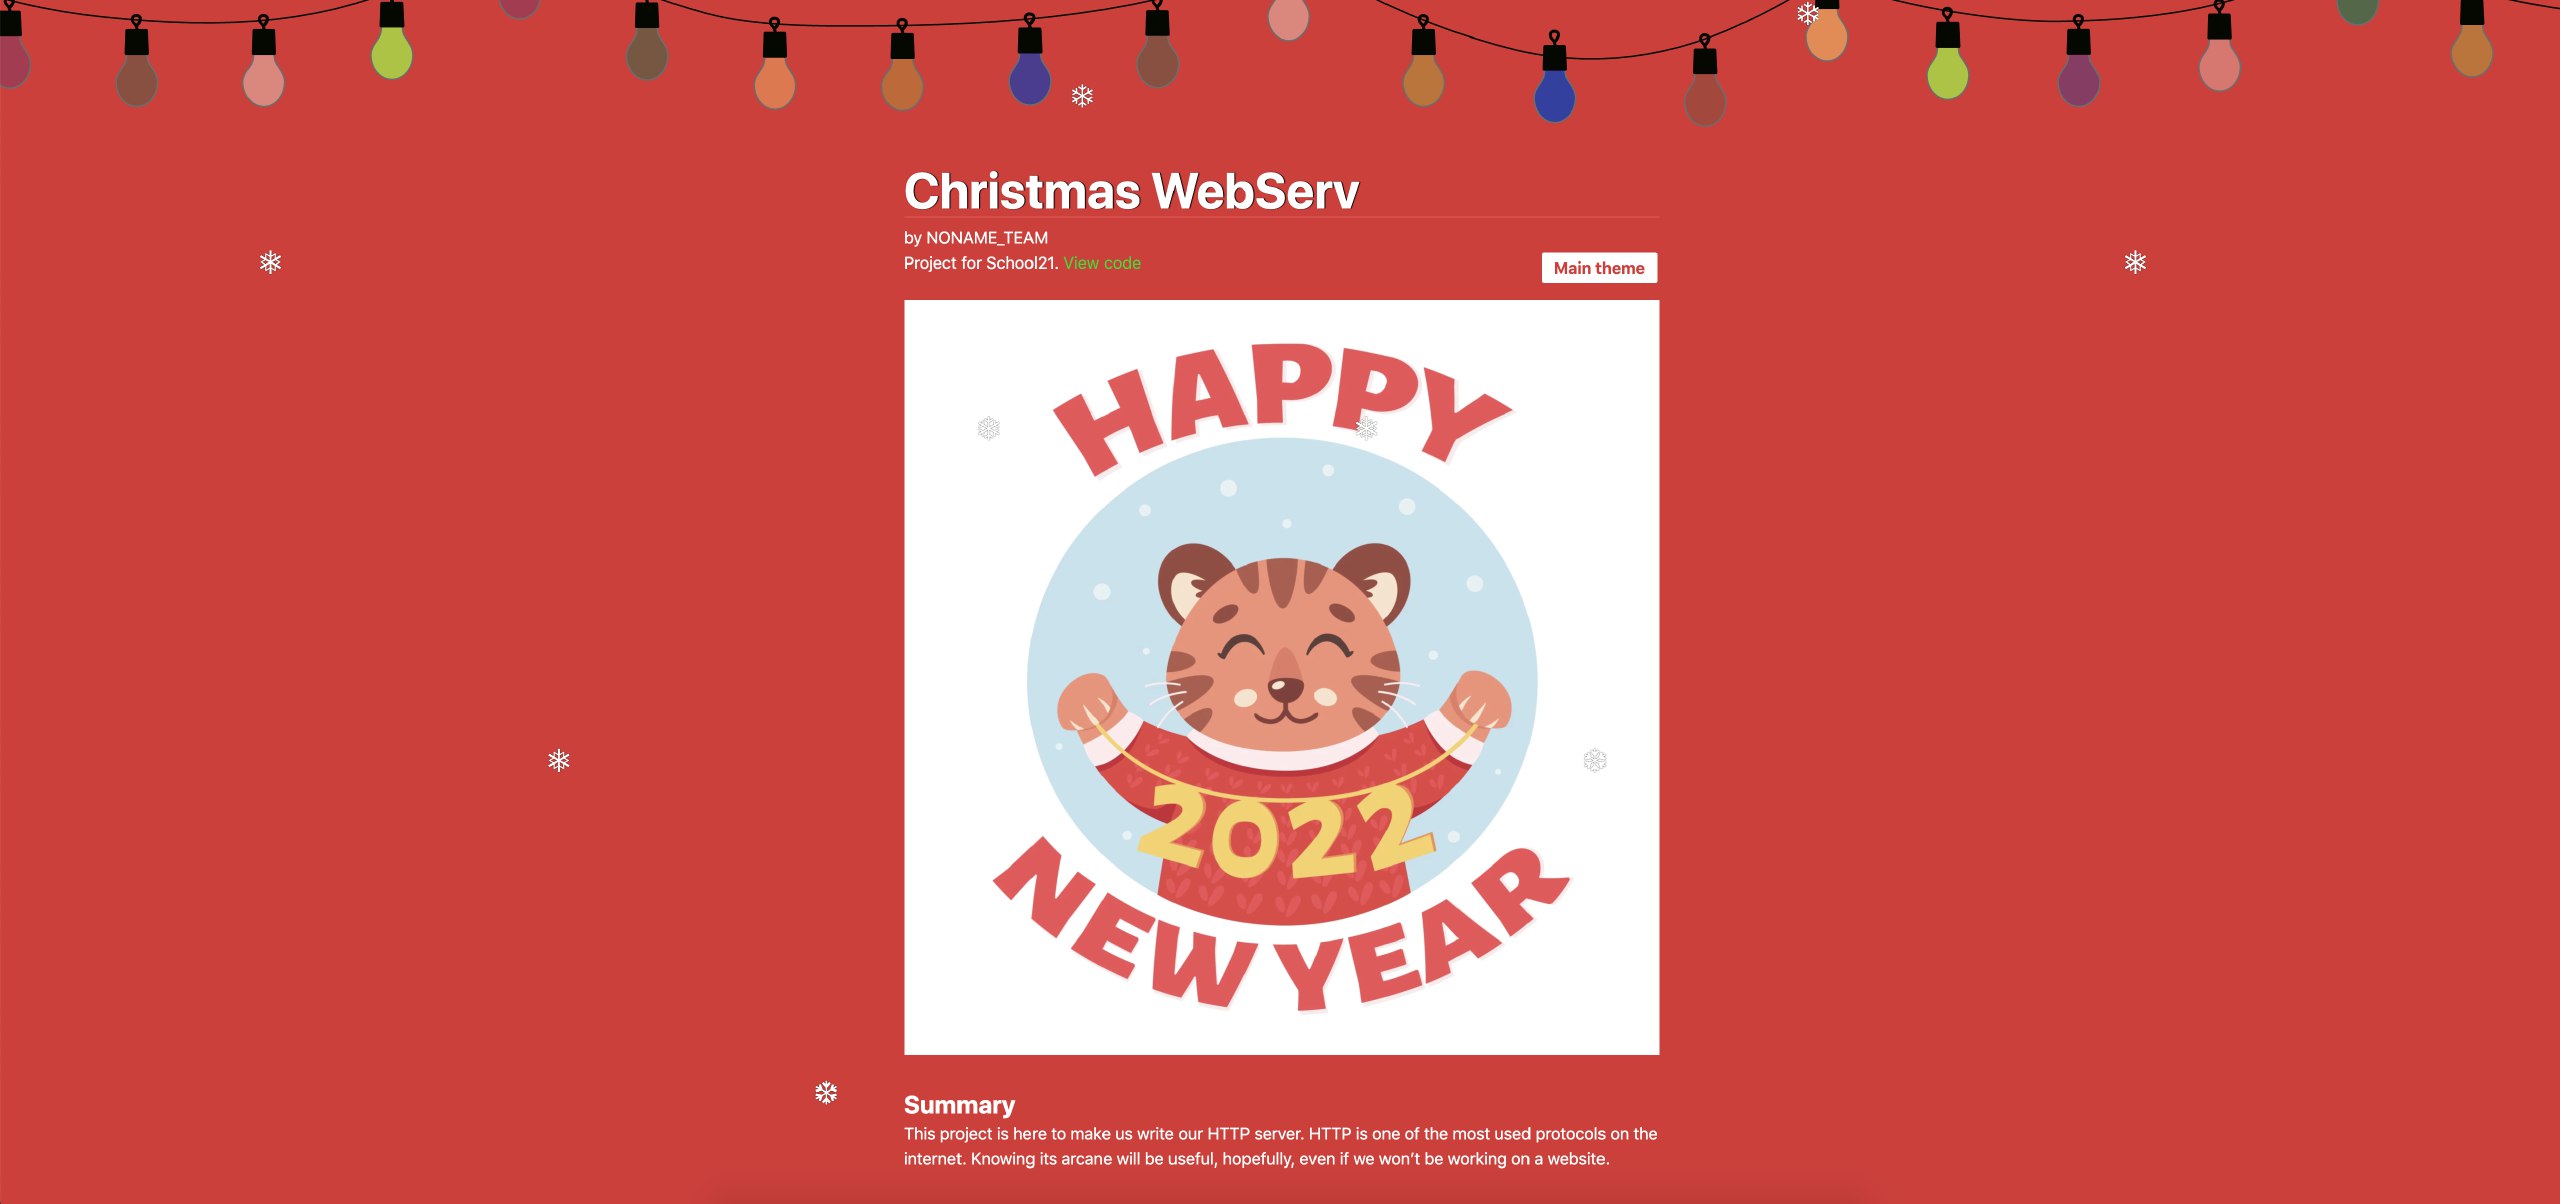 Christmas WebServ
by NONAME_TEAM
Project for School21. View code
Main theme
HAPPY
2022
NEW YEAR
Summary
This project is here to make us write our HTTP server. HTTP is one of the most used protocols on the
internet. Knowing its arcane will be useful, hopefully, even if we won't be working on a website.